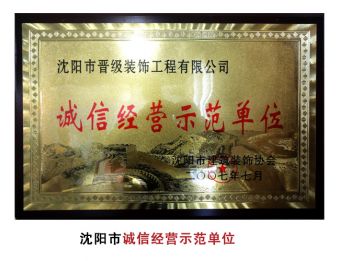 沈阳市晋级装饰工程有限公司
诚信经营示范单位
沈阳市建筑装饰协会
二〇〇七年七月
沈阳市诚信经营示范单位